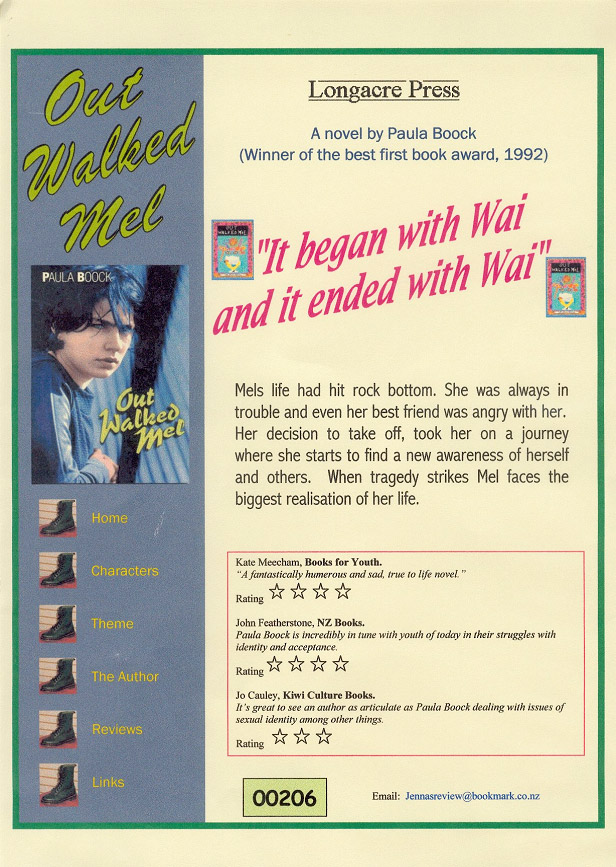 Out
Walked
Mel
PAULA BOOCK
Out
Walked
Mel
Home
Characters
Theme
The Author
Reviews
Links
Longacre Press
A novel by Paula Boock
(Winner of the best first book award, 1992)
"It began with Wai
and it ended with Wai"
OUT
WALKED MEL
OUT
WALKED MEL
Mels life had hit rock bottom. She was always in
trouble and even her best friend was angry with her.
Her decision to take off, took her on a journey
where she starts to find a new awareness of herself
and others. When tragedy strikes Mel faces the
biggest realisation of her life.
Kate Meecham, Books for Youth.
“A fantastically humerous and sad, true to life novel.”
Rating ☆ ☆ ☆ ☆
John Featherstone, NZ Books.
Paula Boock is incredibly in tune with youth of today in their struggles with
identity and acceptance.
Rating ☆ ☆ ☆ ☆
Jo Cauley, Kiwi Culture Books.
It's great to see an author as articulate as Paula Boock dealing with issues of
sexual identity among other things.
Rating ☆ ☆ ☆
00206
Email: Jennasreview@bookmark.co.nz